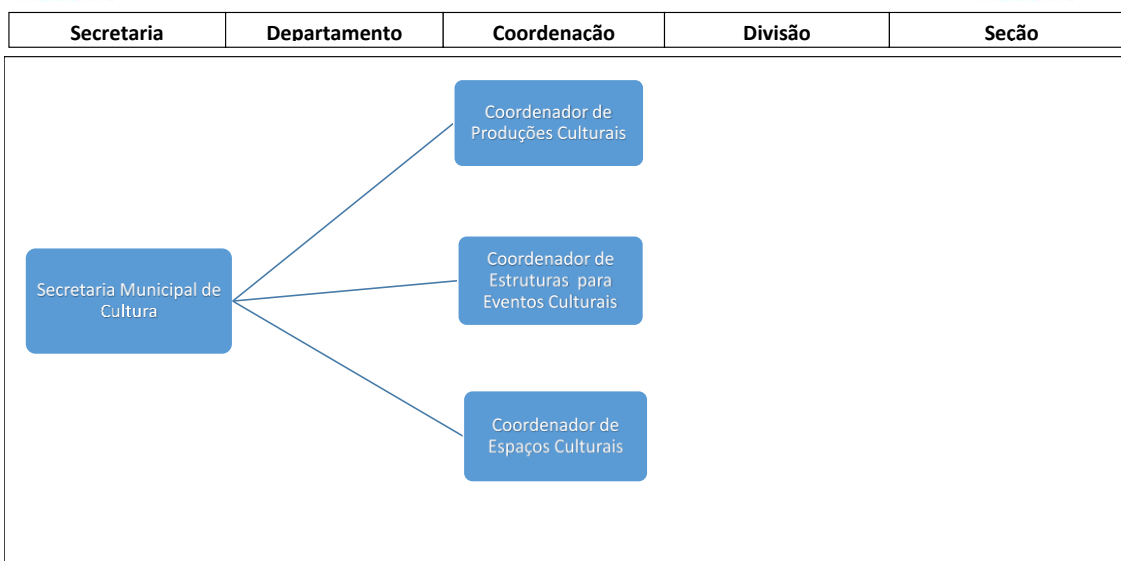 Secretaria Departamento Coordenação Divisão Seção
Coordenador de
Produções Culturais
Coordenador de
Estruturas para
Eventos Culturais
Secretaria Municipal de
Cultura
Coordenador de
Espaços Culturais